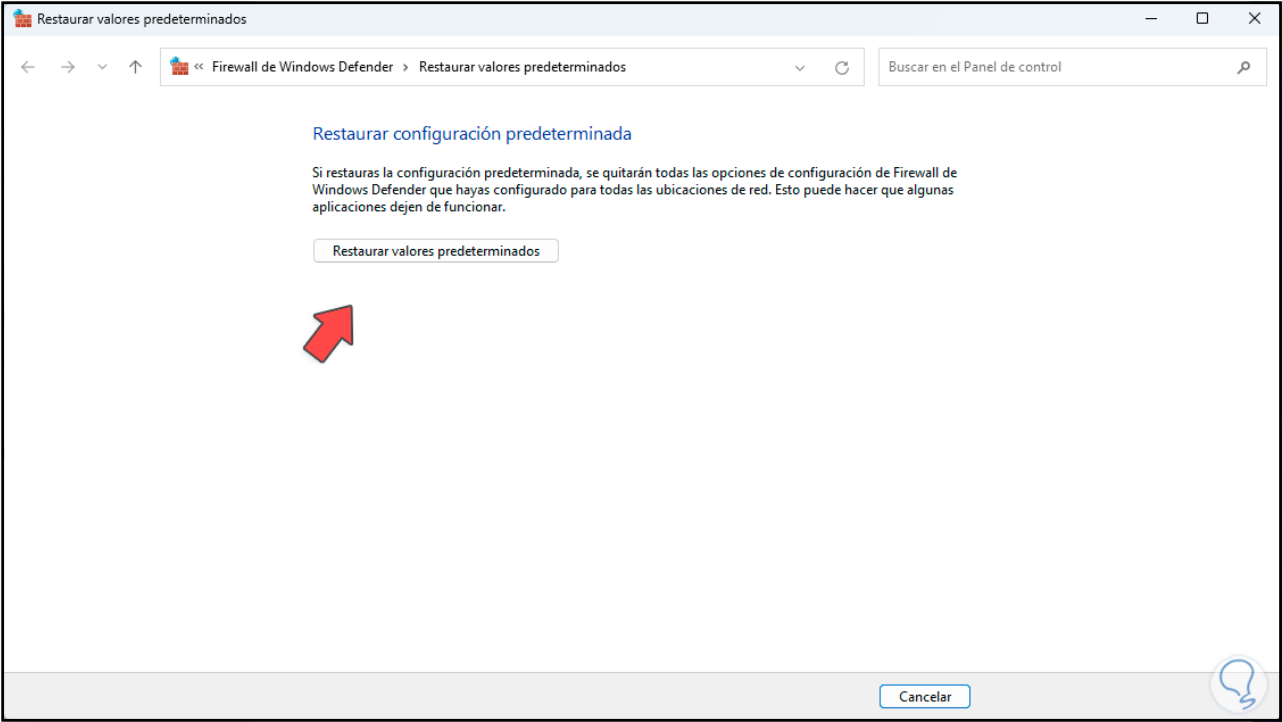 Restaurar valores predeterminados
« Firewall de Windows Defender > Restaurar valores predeterminados
Buscar en el Panel de control
Restaurar configuración predeterminada
Si restauras la configuración predeterminada, se quitarán todas las opciones de configuración de Firewall de
Windows Defender que hayas configurado para todas las ubicaciones de red. Esto puede hacer que algunas
aplicaciones dejen de funcionar.
Restaurar valores predeterminados
Cancelar